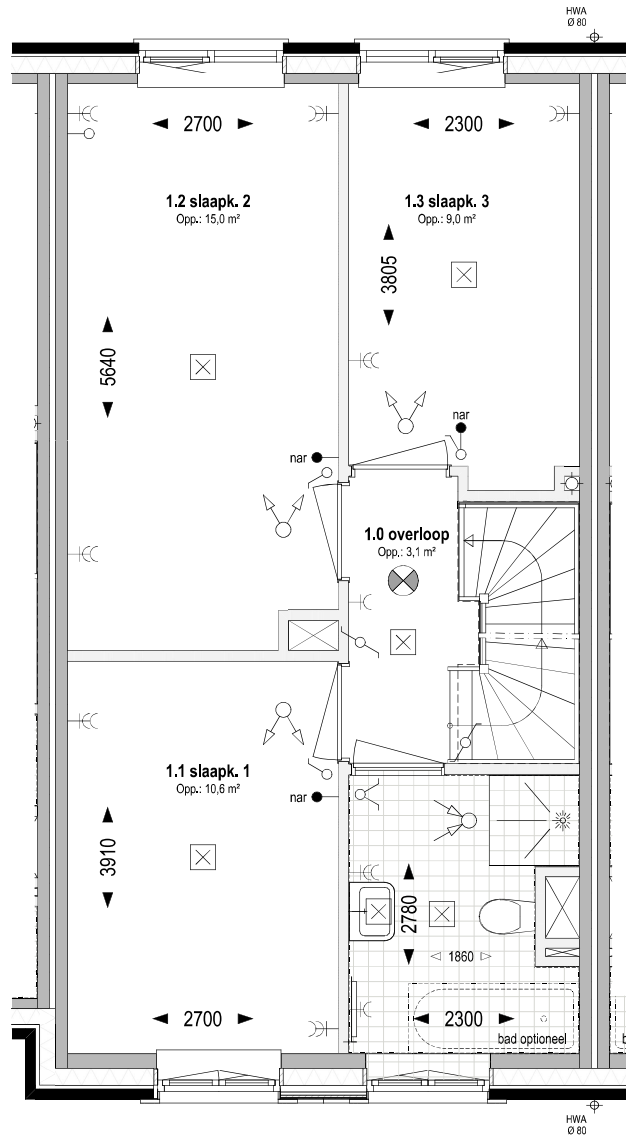 HWA
Ø 80
2700
2300
1.2 slaapk. 2
Opp.: 15,0 m²
1.3 slaapk. 3
Opp.: 9,0 m²
3805
5640
nar
nar
1.0 overloop
Opp.: 3,1 m²
1.1 slaapk. 1
Opp.: 10,6 m²
nar
3910
2780
1860
2700
2300
bad optioneel
b
HWA
Ø 80